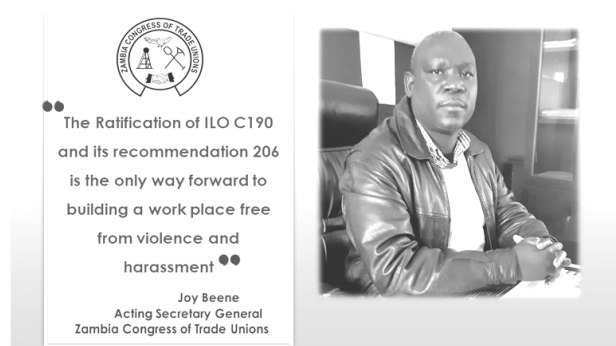 ZAMBIA CONGRESS OF TRADE UNIONS
“
The Ratification of ILO C190
and its recommendation 206
is the only way forward to
building a work place free
from violence and
harassment ”
Joy Beene
Acting Secretary General
Zambia Congress of Trade Unions